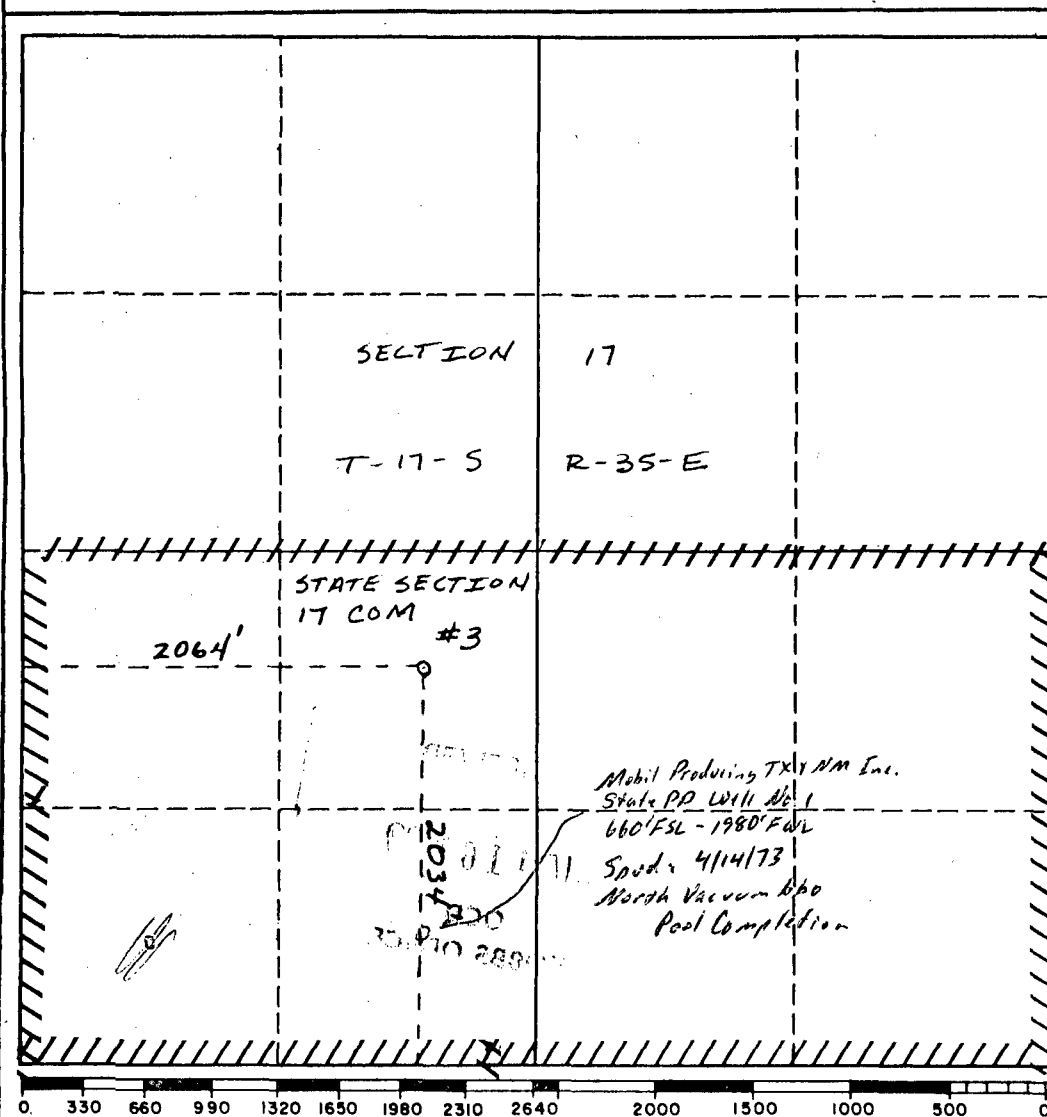 SECTION 17
T-17-S R-35-E
STATE SECTION
17 COM
#3
2064'
2034'
Mobil Producing TX & NM Inc.
State PP Well No 1
660' FSL - 1980' FWL
Spud: 4/14/73
North Vacuum Abo
Pool Completion
0. 330 660 990 1320 1650 1980 2310 2640 2000 1500 1000 500 0